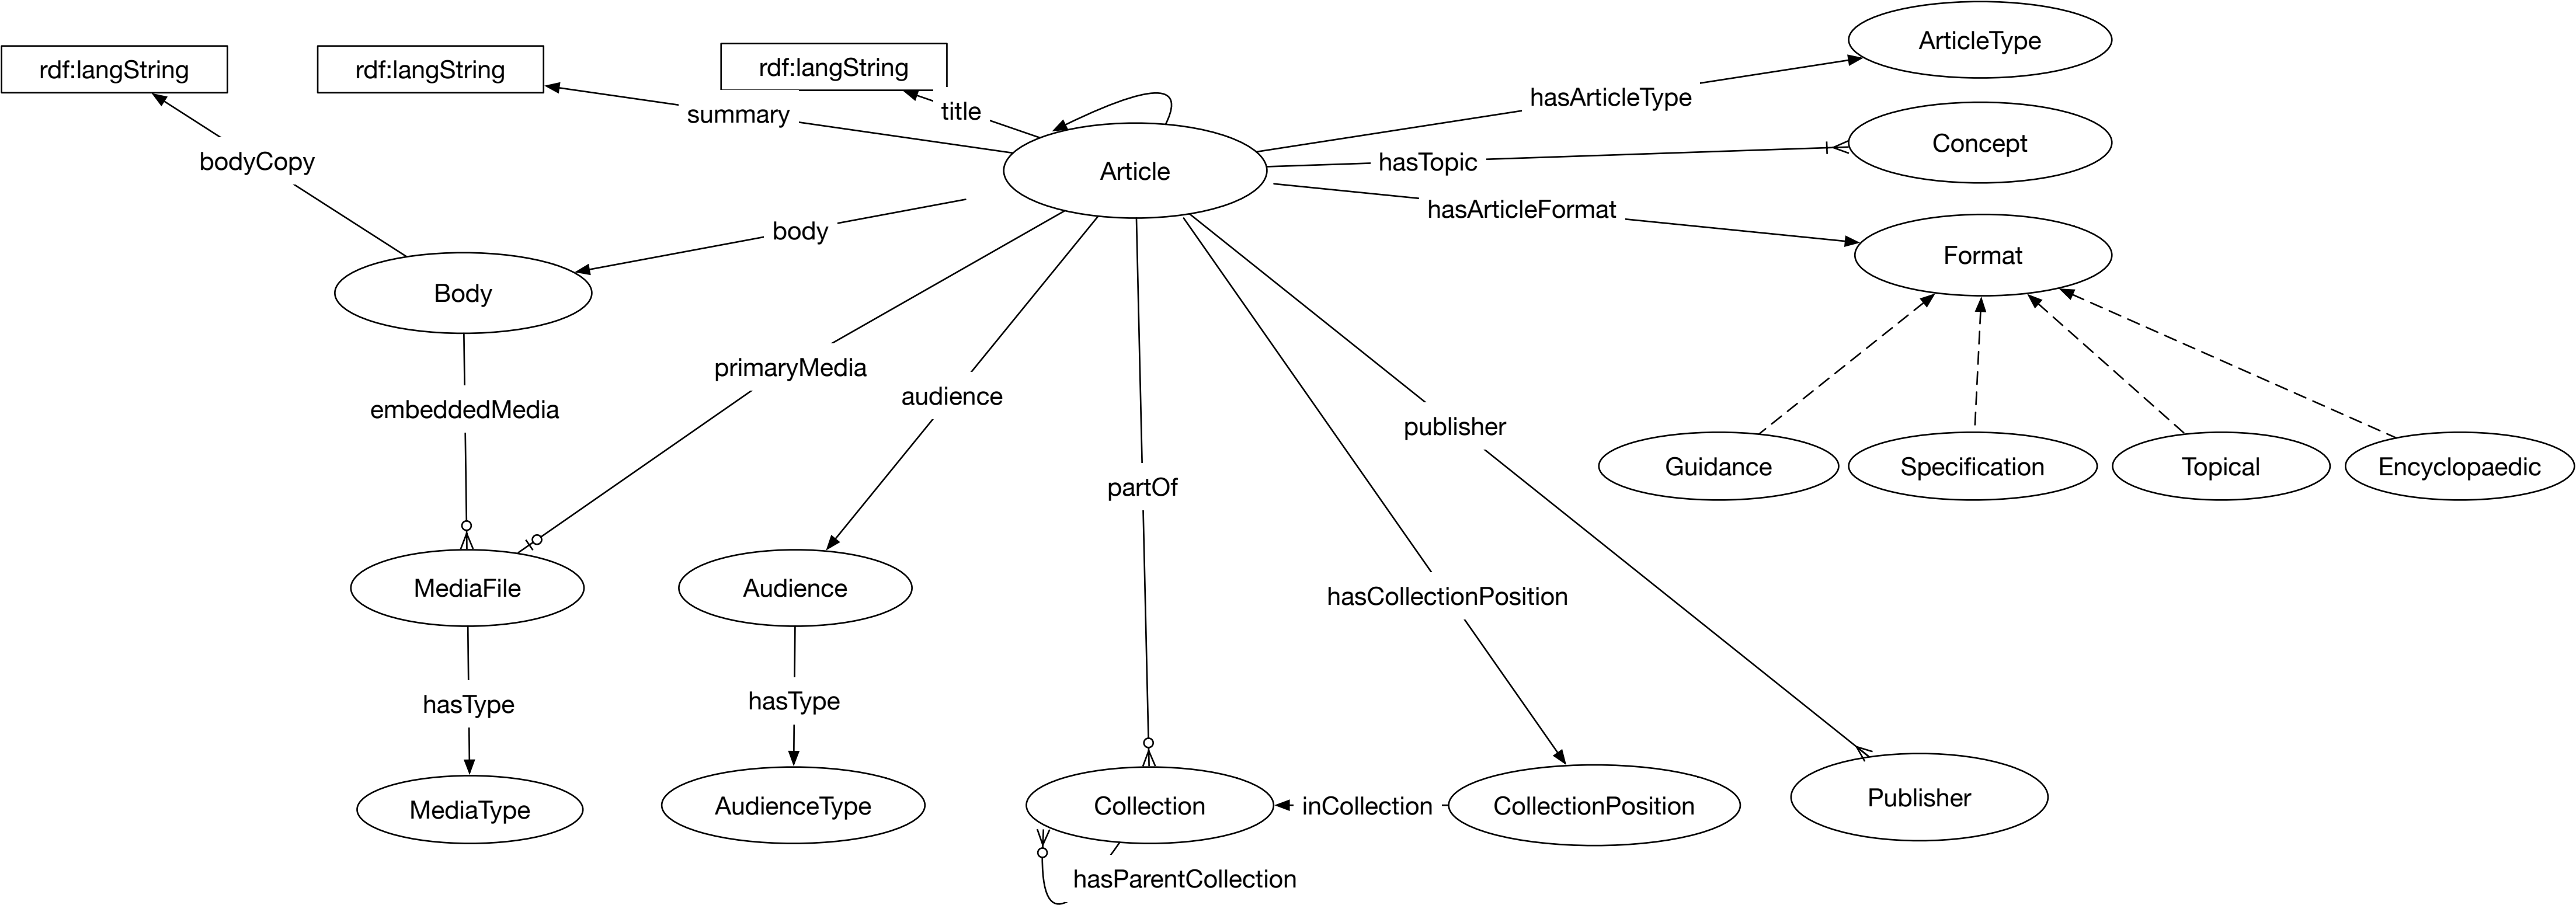 ArticleType
rdf:langString
rdf:langString
rdf:langString
hasArticleType
title
summary
Concept
bodyCopy
hasTopic
Article
hasArticleFormat
body
Format
Body
primaryMedia
audience
embeddedMedia
publisher
Guidance
Specification
Topical
Encyclopaedic
partOf
MediaFile
Audience
hasCollectionPosition
hasType
hasType
MediaType
AudienceType
Collection
inCollection
CollectionPosition
Publisher
hasParentCollection